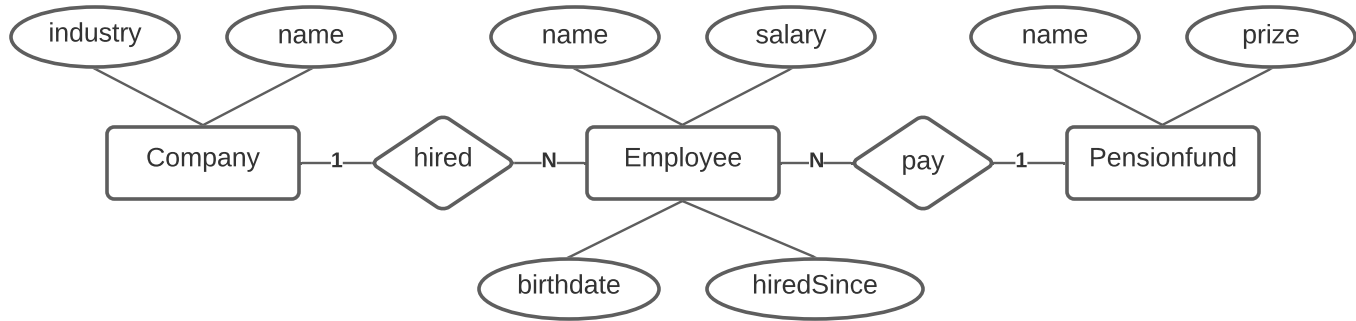 industry
name
name
salary
name
prize
Company
1
hired
N
Employee
N
pay
1
Pensionfund
birthdate
hiredSince